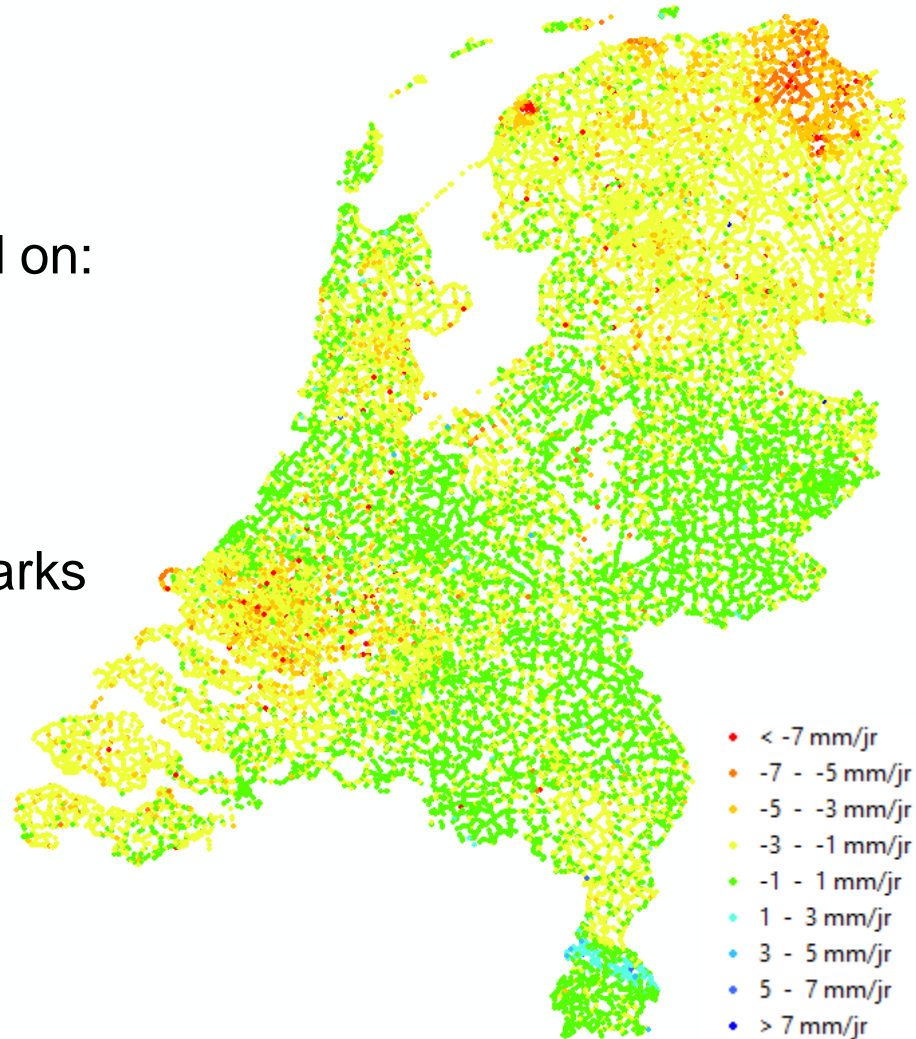 on:
arks
< -7 mm/jr
-7 - -5 mm/jr
-5 - -3 mm/jr
-3 - -1 mm/jr
-1 - 1 mm/jr
1 - 3 mm/jr
3 - 5 mm/jr
5 - 7 mm/jr
> 7 mm/jr